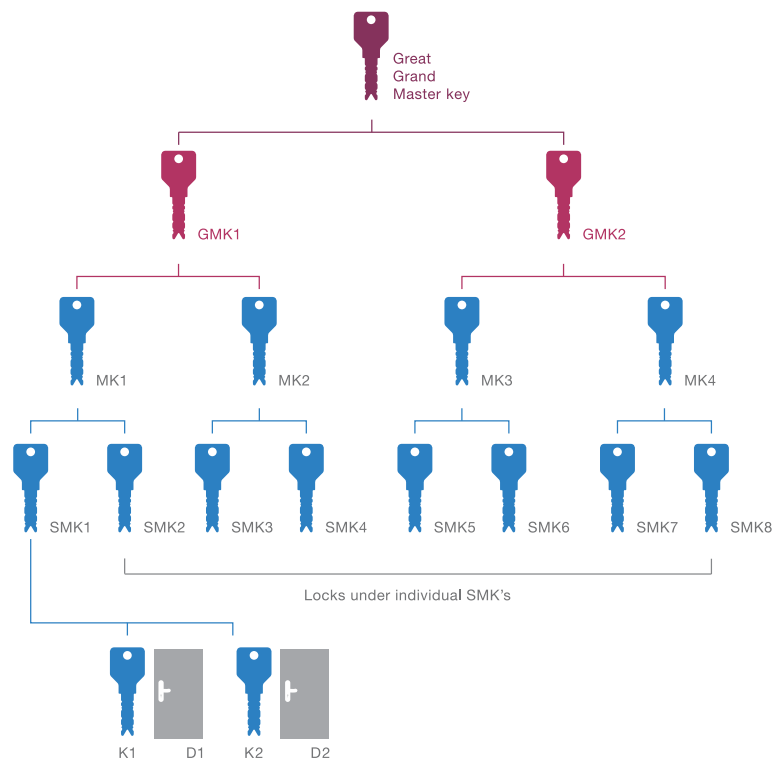 Great
Grand
Master key
GMK1
GMK2
MK1
MK2
MK3
MK4
SMK1
SMK2
SMK3
SMK4
SMK5
SMK6
SMK7
SMK8
Locks under individual SMK's
K1
D1
K2
D2